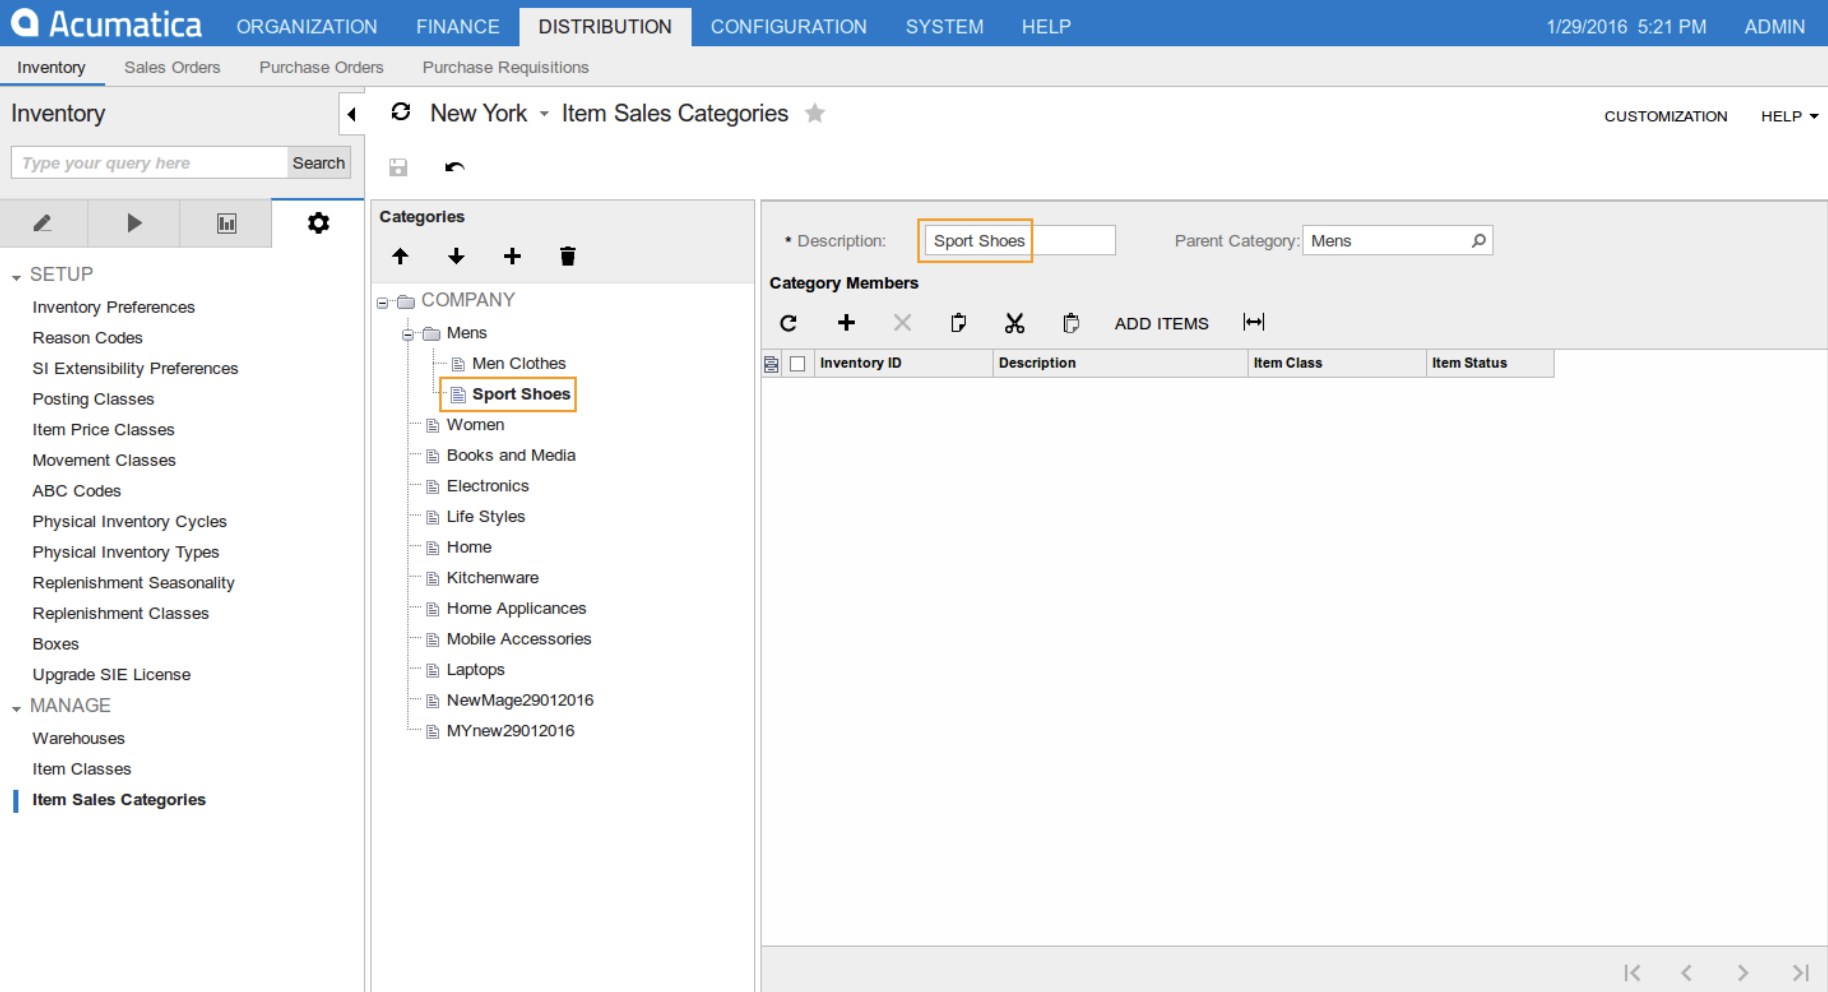 Acumatica ORGANIZATION FINANCE DISTRIBUTION CONFIGURATION SYSTEM HELP 1/29/2016 5:21 PM ADMIN
Inventory Sales Orders Purchase Orders Purchase Requisitions
Inventory
New York Item Sales Categories
CUSTOMIZATION HELP
Type your query here Search
SETUP
Inventory Preferences
Reason Codes
SI Extensibility Preferences
Posting Classes
Item Price Classes
Movement Classes
ABC Codes
Physical Inventory Cycles
Physical Inventory Types
Replenishment Seasonality
Replenishment Classes
Boxes
Upgrade SIE License
MANAGE
Warehouses
Item Classes
Item Sales Categories
Categories
COMPANY
Mens
Men Clothes
Sport Shoes
Women
Books and Media
Electronics
Life Styles
Home
Kitchenware
Home Applicances
Mobile Accessories
Laptops
NewMage29012016
MYnew29012016
* Description: Sport Shoes Parent Category: Mens
Category Members
ADD ITEMS
Inventory ID Description Item Class Item Status